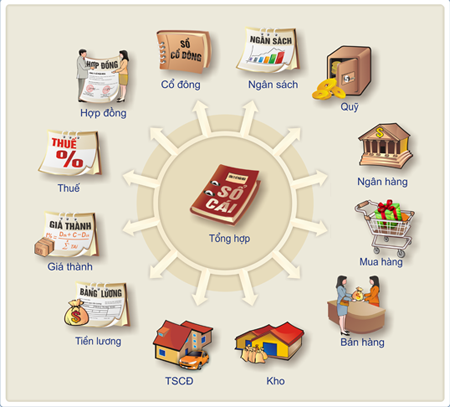 SỔ
CỔ ĐÔNG
Cổ đông
NGÂN SÁCH
Ngân sách
Quỹ
Ngân hàng
Mua hàng
Bán hàng
Kho
TSCĐ
BẢNG LƯƠNG
Tiền lương
GIÁ THÀNH
Giá thành
THUẾ
%
Thuế
HỢP ĐỒNG
Hợp đồng
SỔ
CÁI
Tổng hợp